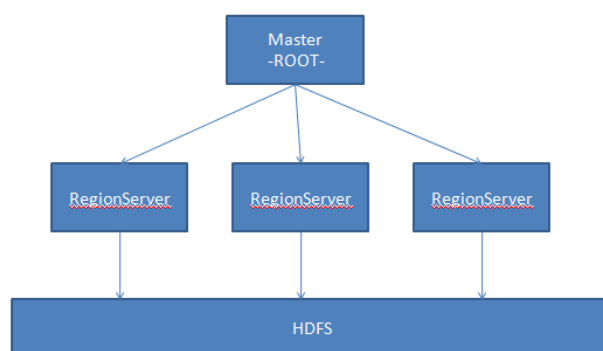 Master
-ROOT-
RegionServer
RegionServer
RegionServer
HDFS